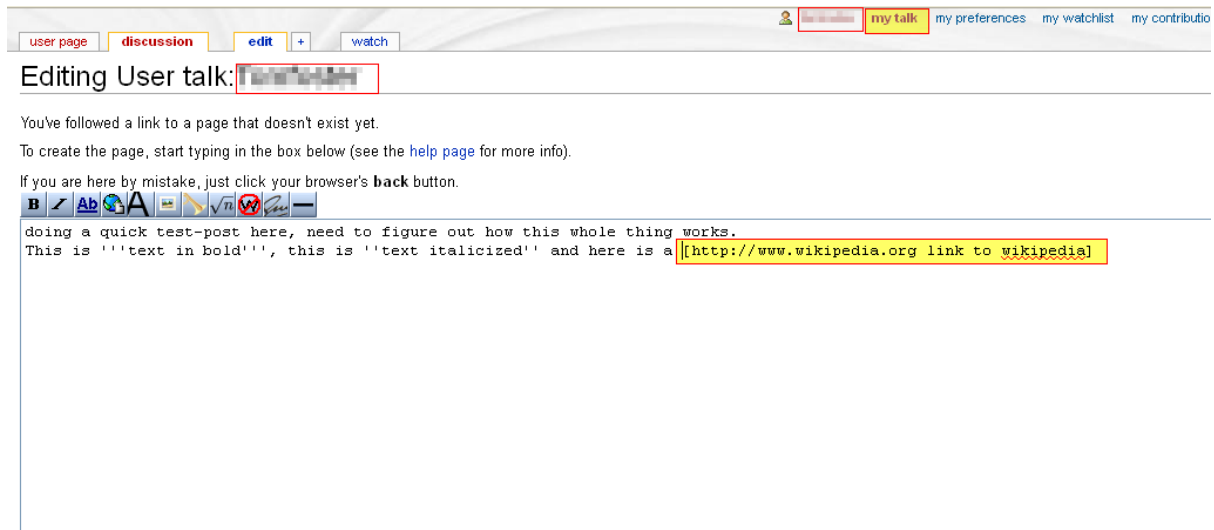 my talk my preferences my watchlist my contributio
user page discussion edit + watch
Editing User talk:
You've followed a link to a page that doesn't exist yet.
To create the page, start typing in the box below (see the help page for more info).
If you are here by mistake, just click your browser's back button.
B I Ab A √n W
doing a quick test-post here, need to figure out how this whole thing works.
This is '''text in bold''', this is ''text italicized'' and here is a [http://www.wikipedia.org link to wikipedia]